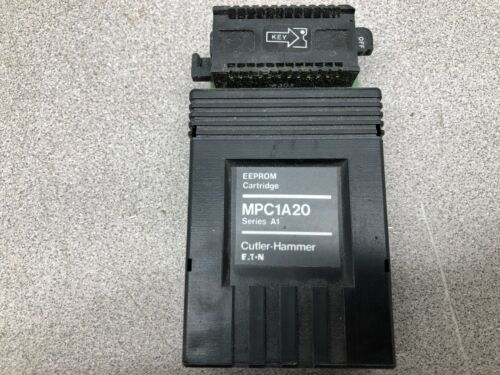 KEY
OFF
EEPROM
Cartridge
MPC1A20
Series A1
Cutler-Hammer
E.T.N